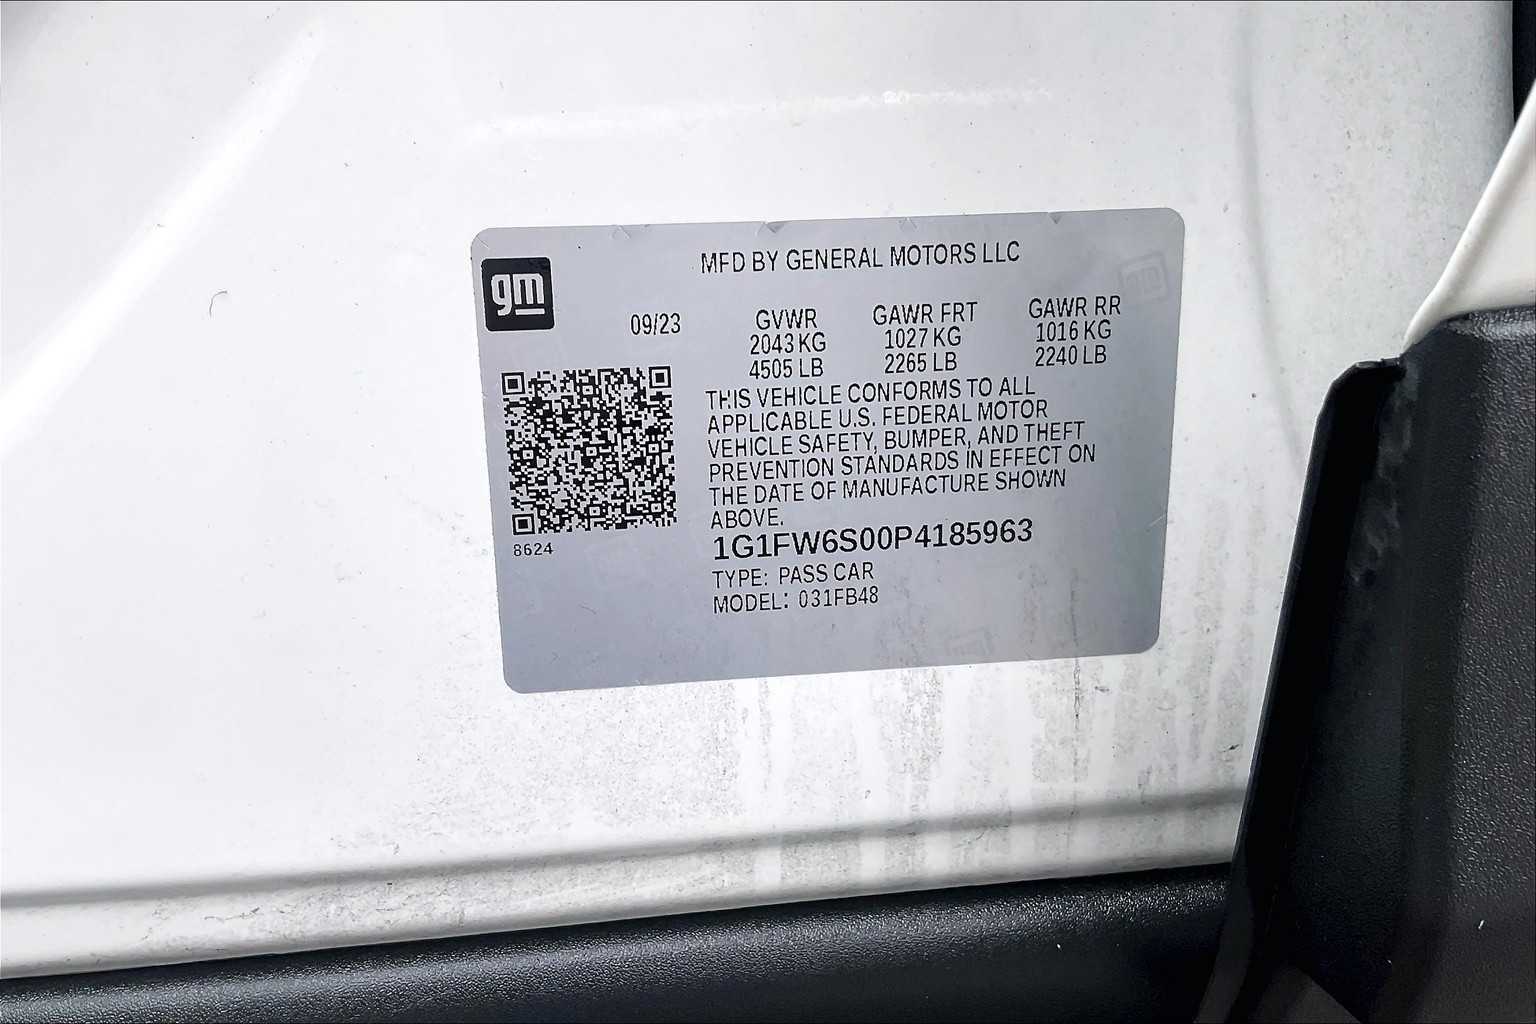 MFD BY GENERAL MOTORS LLC
gm
09/23 GVWR GAWR FRT GAWR RR
2043 KG 1027 KG 1016 KG
4505 LB 2265 LB 2240 LB
THIS VEHICLE CONFORMS TO ALL
APPLICABLE U.S. FEDERAL MOTOR
VEHICLE SAFETY, BUMPER, AND THEFT
PREVENTION STANDARDS IN EFFECT ON
THE DATE OF MANUFACTURE SHOWN
ABOVE.
8624
1G1FW6S00P4185963
TYPE: PASS CAR
MODEL: 031FB48